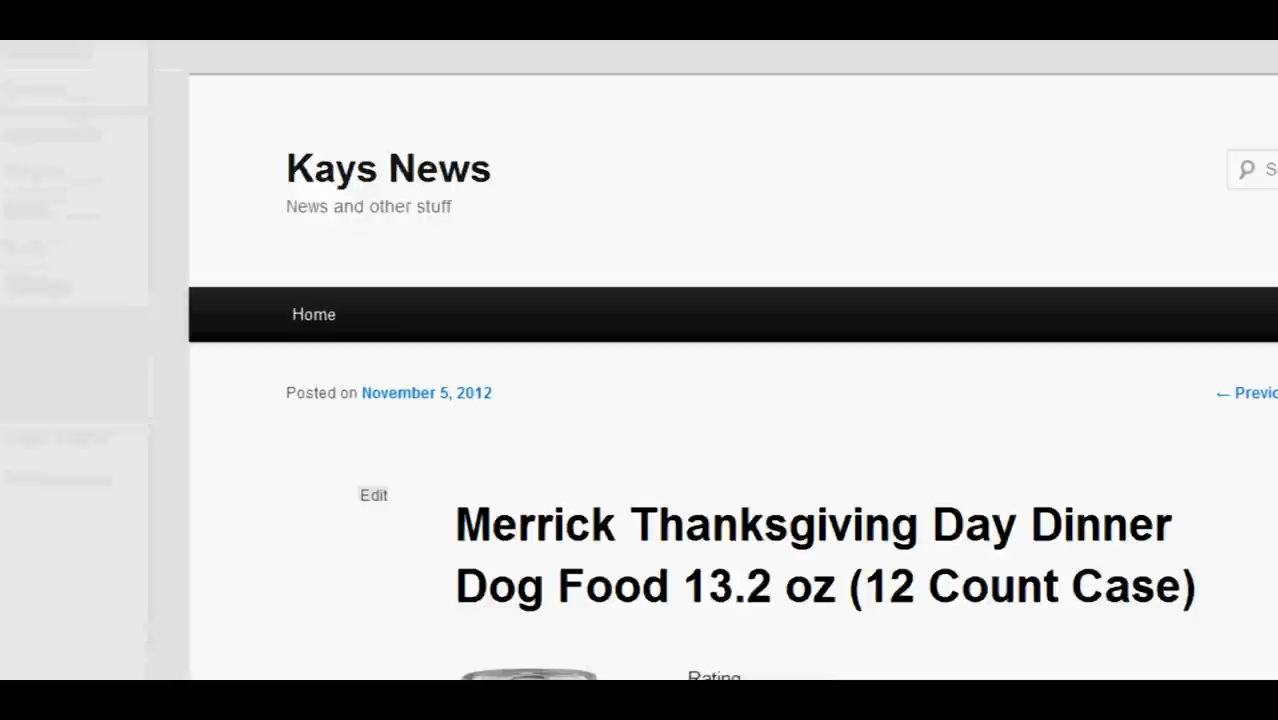 Kays News
News and other stuff
Home
Posted on November 5, 2012
← Previo
Edit
Merrick Thanksgiving Day Dinner
Dog Food 13.2 oz (12 Count Case)
Rating